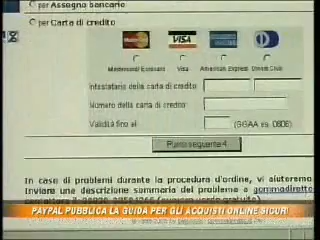 per Assegno bancario
per Carta di credito
VISA
Mastercard/Eurocard Visa American Express Diners Club
Intestatario della carta di credito:
Numero della carta di credito:
Validità fino al: (GGAA es. 0806)
Punto seguente 4
In caso di problemi durante la procedura d'ordine, vi aiuteremo
inviare una descrizione sommaria del problema a gommadiretto
PAYPAL PUBBLICA LA GUIDA PER GLI ACQUISTI ONLINE SICURI